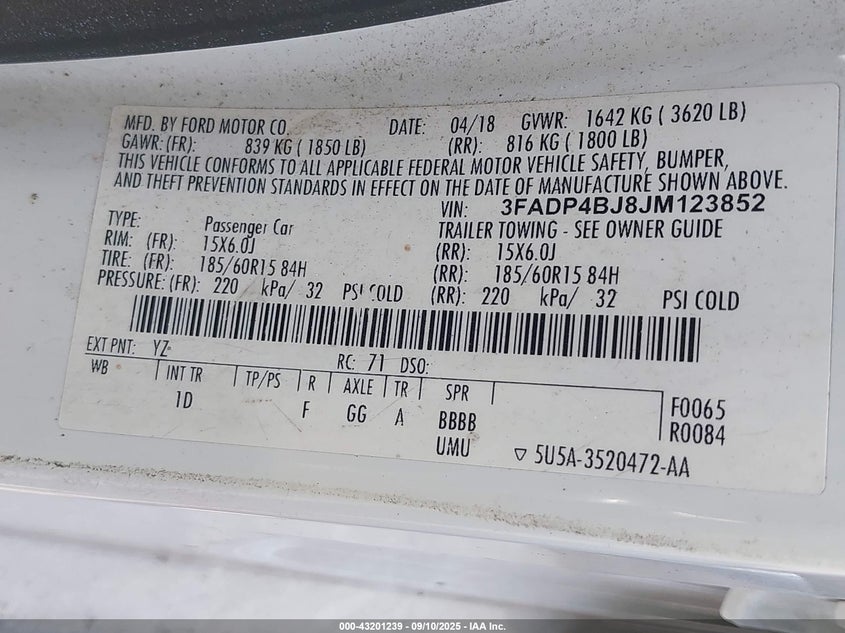 MFD. BY FORD MOTOR CO. DATE: 04/18 GVWR: 1642 KG ( 3620 LB)
GAWR: (FR): 839 KG ( 1850 LB) (RR): 816 KG ( 1800 LB)
THIS VEHICLE CONFORMS TO ALL APPLICABLE FEDERAL MOTOR VEHICLE SAFETY, BUMPER,
AND THEFT PREVENTION STANDARDS IN EFFECT ON THE DATE OF MANUFACTURE SHOWN ABOVE.
VIN: 3FADP4BJ8JM123852
TYPE: Passenger Car TRAILER TOWING - SEE OWNER GUIDE
RIM: (FR): 15X6.0J (RR): 15X6.0J
TIRE: (FR): 185/60R15 84H (RR): 185/60R15 84H
PRESSURE: (FR): 220 kPa/ 32 PSI COLD (RR): 220 kPa/ 32 PSI COLD
EXT PNT: YZ RC: 71 DSO:
WB INT TR TP/PS R AXLE TR SPR
1D F GG A BBBB F0065
UMU R0084
▽ 5U5A-3520472-AA
000-43201239 - 09/10/2025 - IAA Inc.